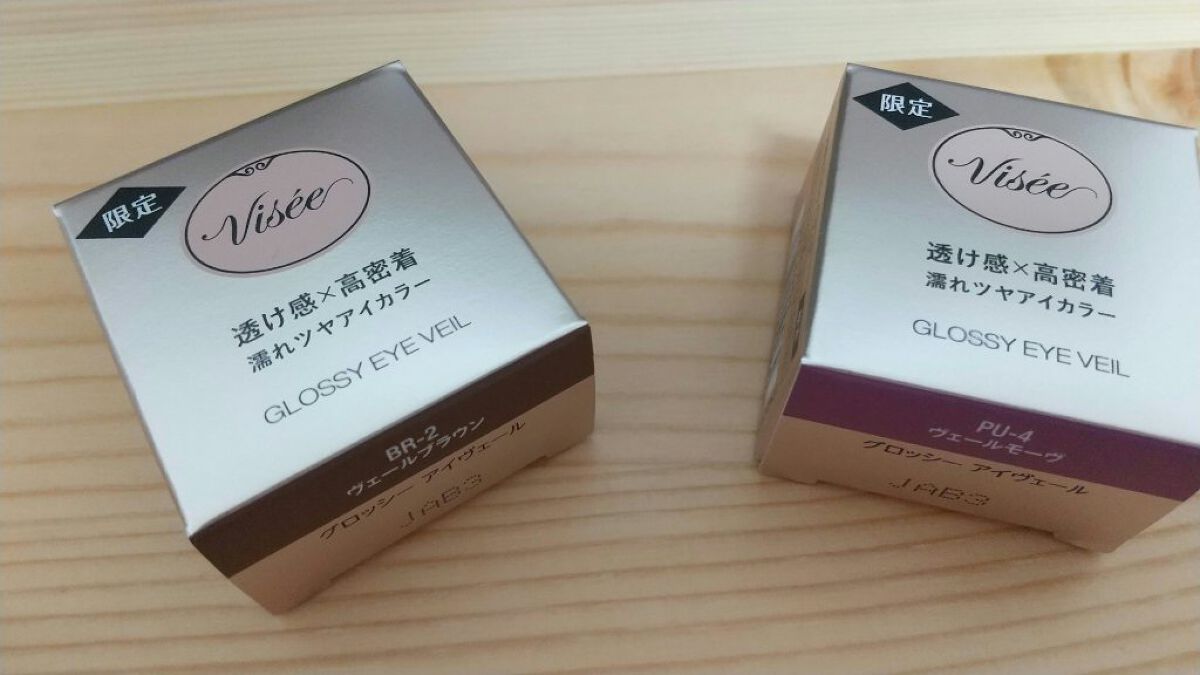 限定
Visée
透け感×高密着
濡れツヤアイカラー
GLOSSY EYE VEIL
BR-2
ヴェールブラウン
グロッシー アイヴェール
JAB3
限定
Visée
透け感×高密着
濡れツヤアイカラー
GLOSSY EYE VEIL
PU-4
ヴェールモーヴ
グロッシー アイヴェール
JAB3